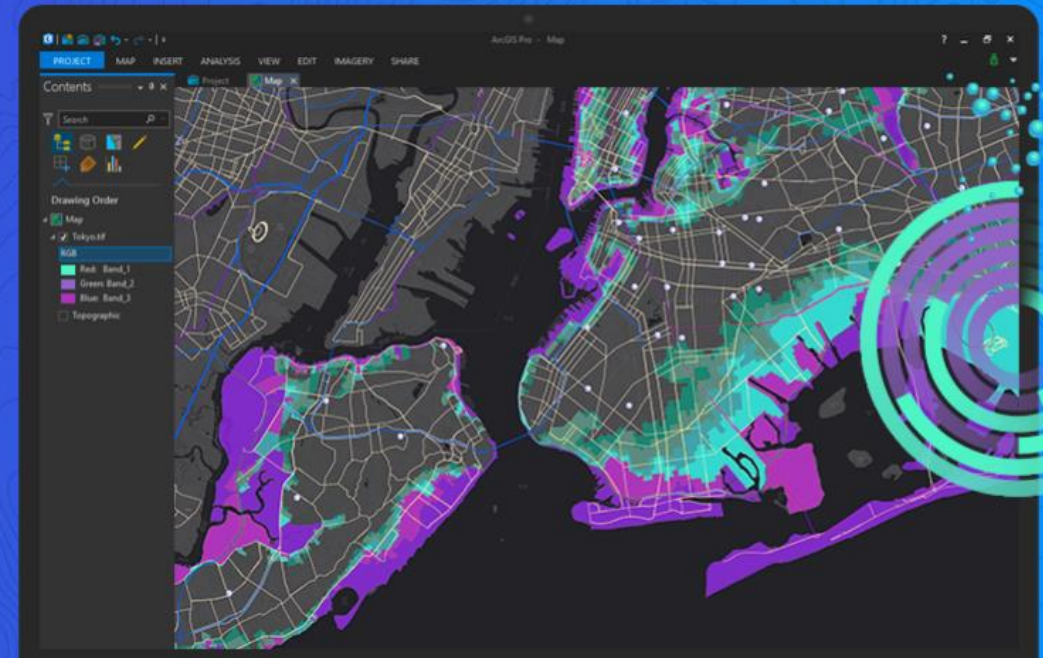 ArcGIS Pro - Map
? 
PROJECT MAP INSERT ANALYSIS VIEW EDIT IMAGERY SHARE
Contents
Project
Map
Search
Drawing Order
Map
Tokyo.tif
RGB
Red: Band_1
Green: Band_2
Blue: Band_3
Topographic